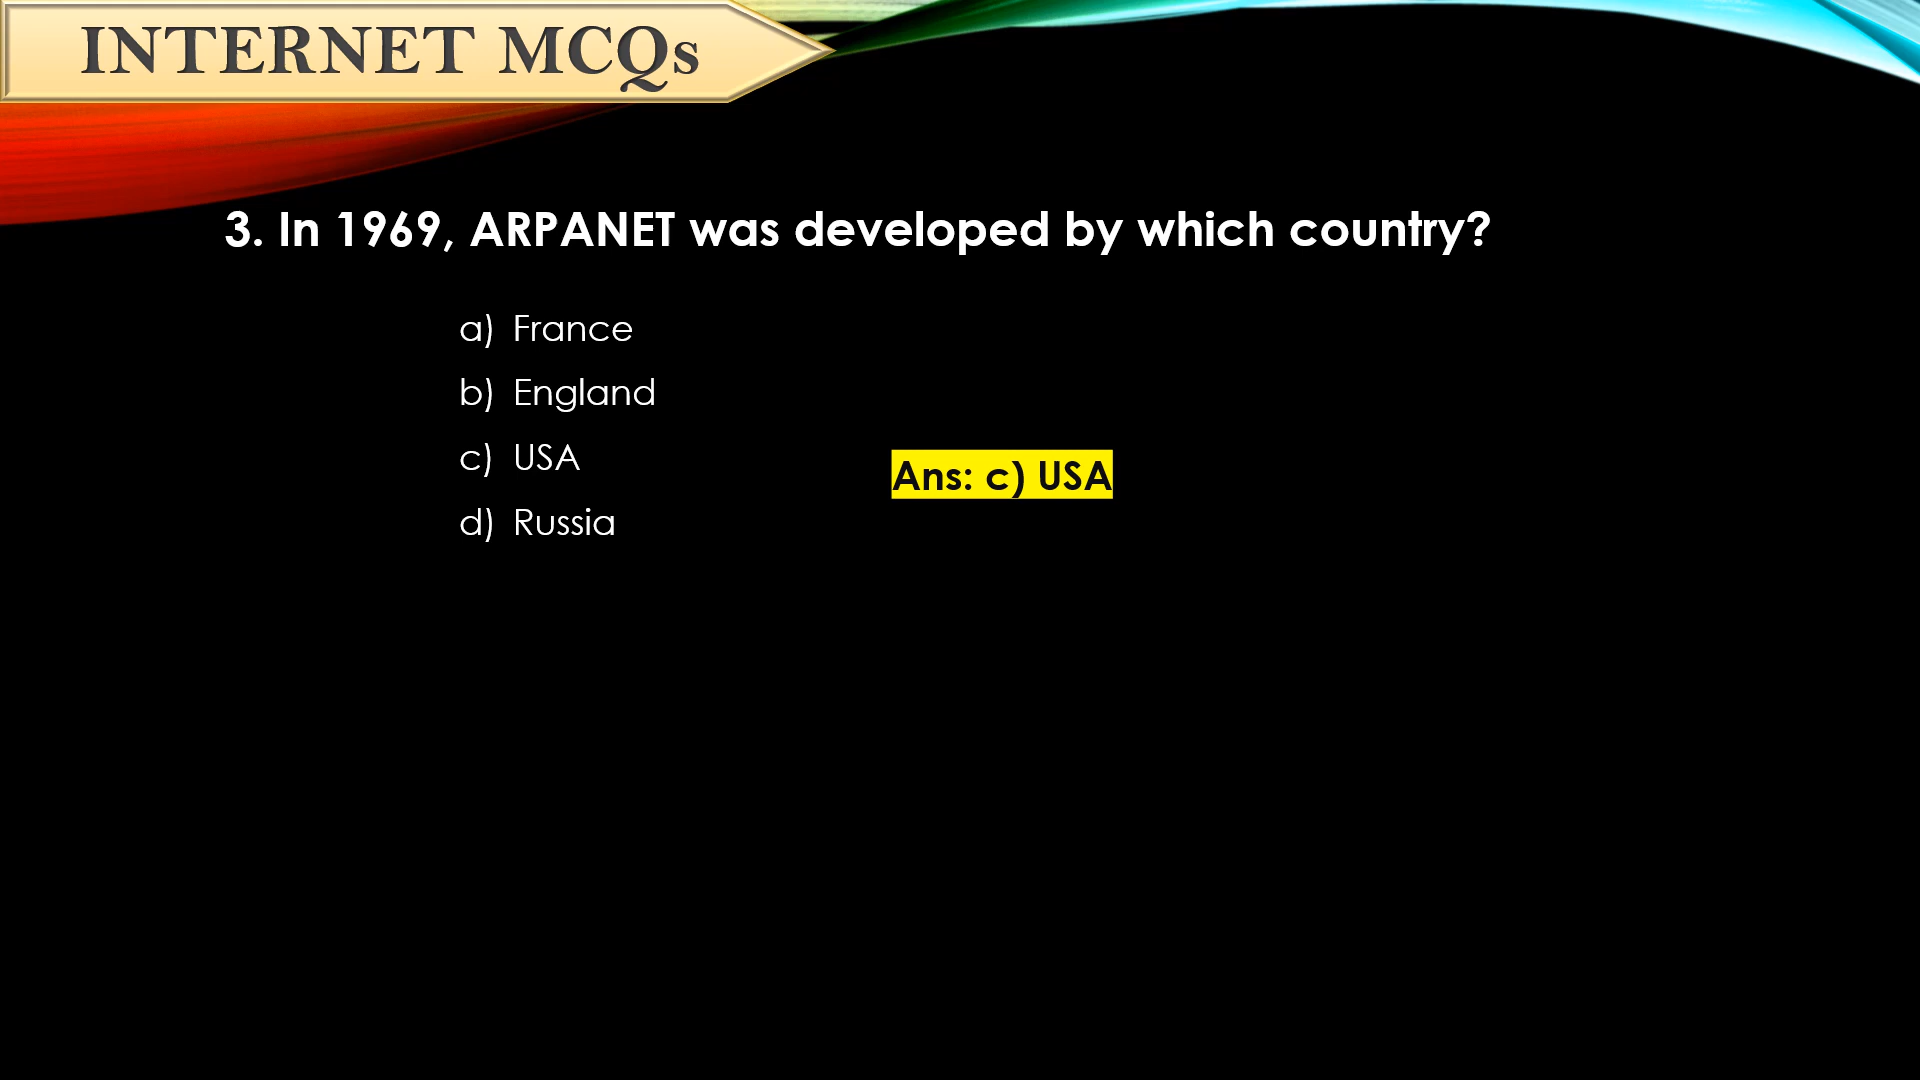 INTERNET MCQs
3. In 1969, ARPANET was developed by which country?
a) France
b) England
c) USA
Ans: c) USA
d) Russia